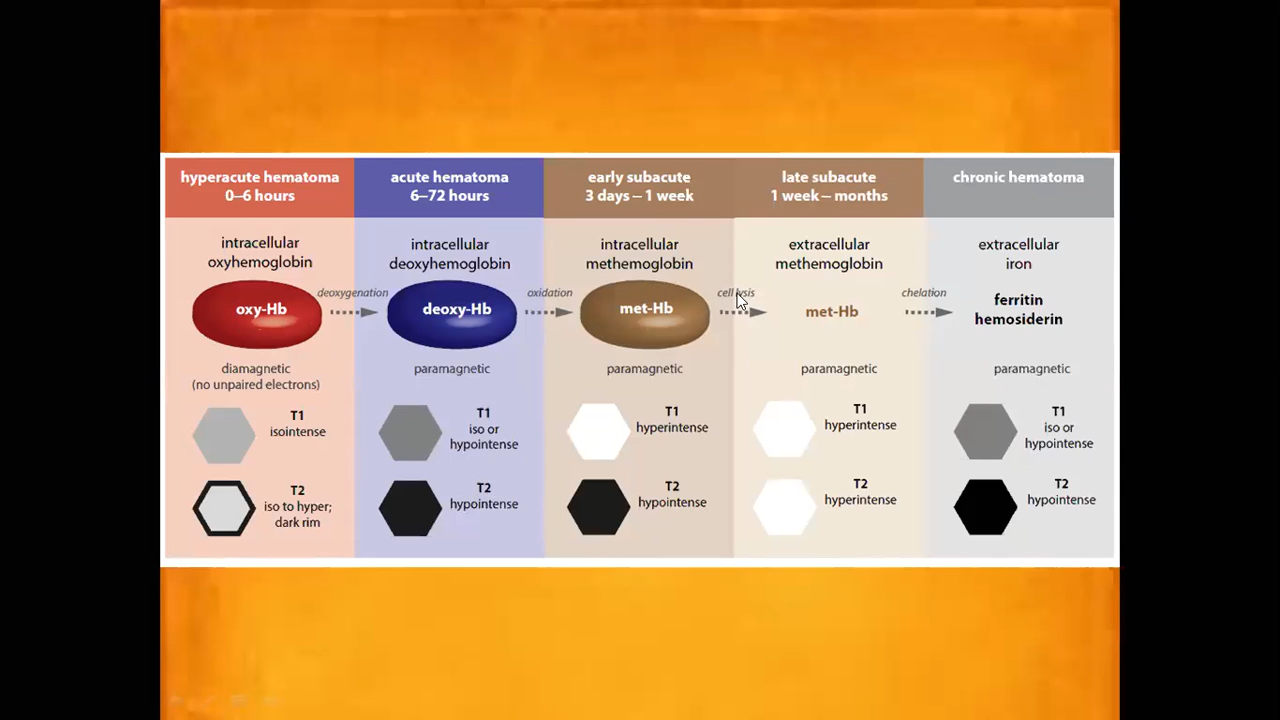 hyperacute hematoma
0–6 hours
acute hematoma
6–72 hours
early subacute
3 days – 1 week
late subacute
1 week – months
chronic hematoma
intracellular
oxyhemoglobin
intracellular
deoxyhemoglobin
intracellular
methemoglobin
extracellular
methemoglobin
extracellular
iron
oxy-Hb
deoxygenation
deoxy-Hb
oxidation
met-Hb
cell lysis
met-Hb
chelation
ferritin
hemosiderin
diamagnetic
(no unpaired electrons)
paramagnetic
paramagnetic
paramagnetic
paramagnetic
T1
isointense
T1
iso or
hypointense
T1
hyperintense
T1
hyperintense
T1
iso or
hypointense
T2
iso to hyper;
dark rim
T2
hypointense
T2
hypointense
T2
hyperintense
T2
hypointense